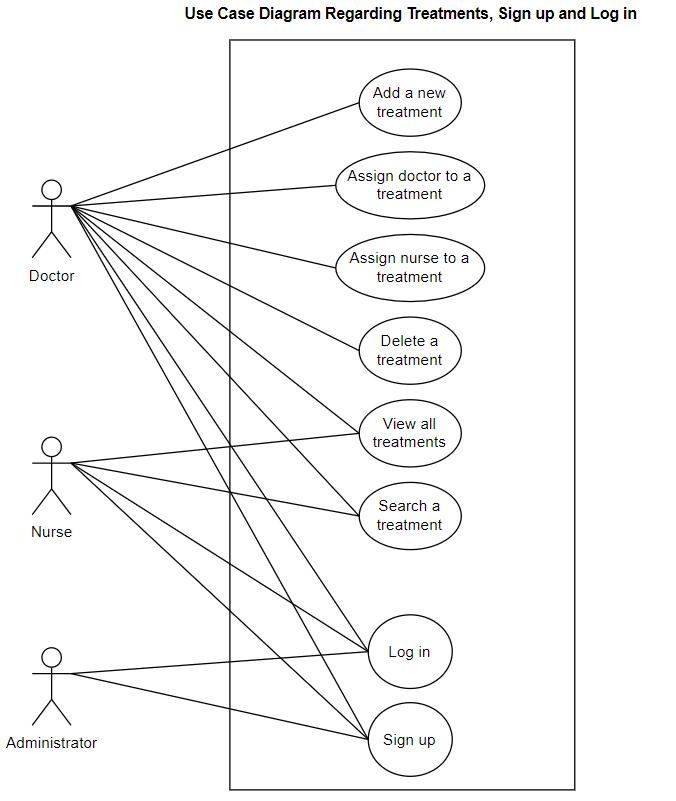 Use Case Diagram Regarding Treatments, Sign up and Log in
Add a new
treatment
Assign doctor to a
treatment
Assign nurse to a
treatment
Doctor
Delete a
treatment
View all
treatments
Search a
treatment
Nurse
Log in
Sign up
Administrator